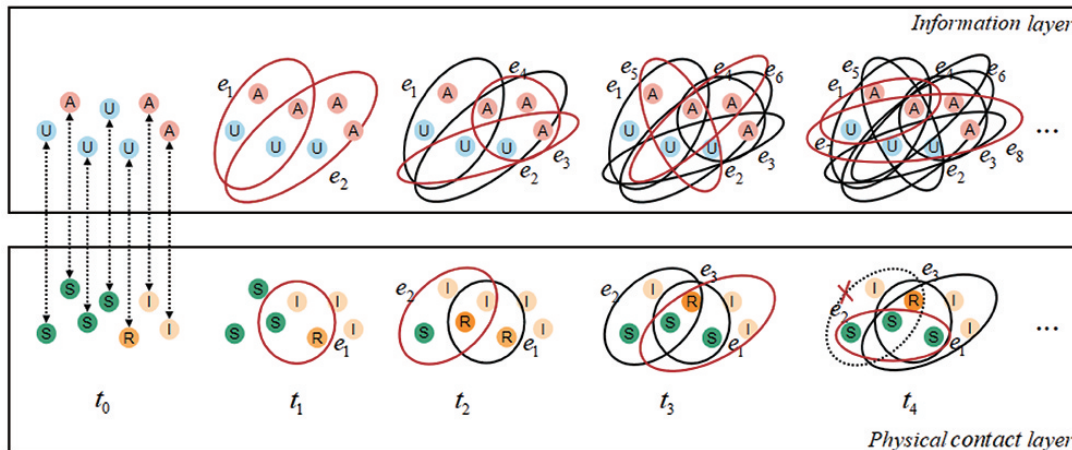 Information layer
e1 e2
e1 e4 e3 e2
e5 e1 e4 e6 e3 e2
e5 e1 e4 e6 e3 e8 e2
U A U U U A A
A A A U U U A
A A A U U U A
A A A U U U A
A A A U U U A
...
S S S S R I I
S I I S R I e1
e2 I I I S R R I e1
e3 e2 I R I S S S I e1
e3 e2 I R I S S S I e1
...
t0 t1 t2 t3 t4
Physical contact layer